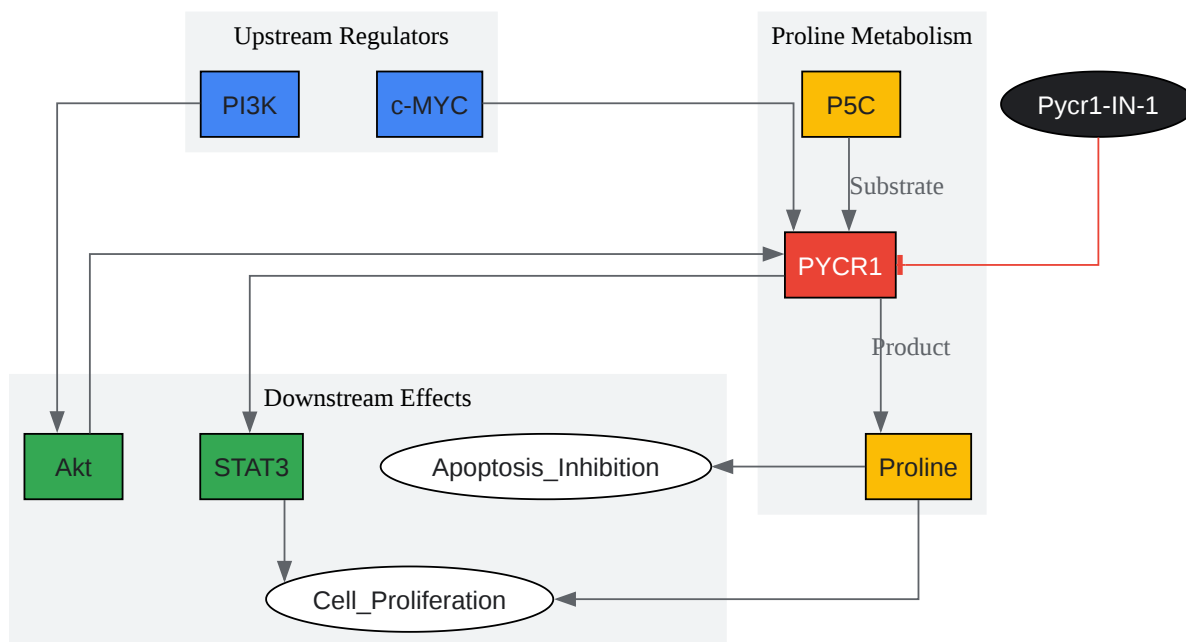 Upstream Regulators
Proline Metabolism
PI3K
c-MYC
P5C
Pycr1-IN-1
Substrate
PYCR1
Product
Downstream Effects
Akt
STAT3
Apoptosis_Inhibition
Proline
Cell_Proliferation